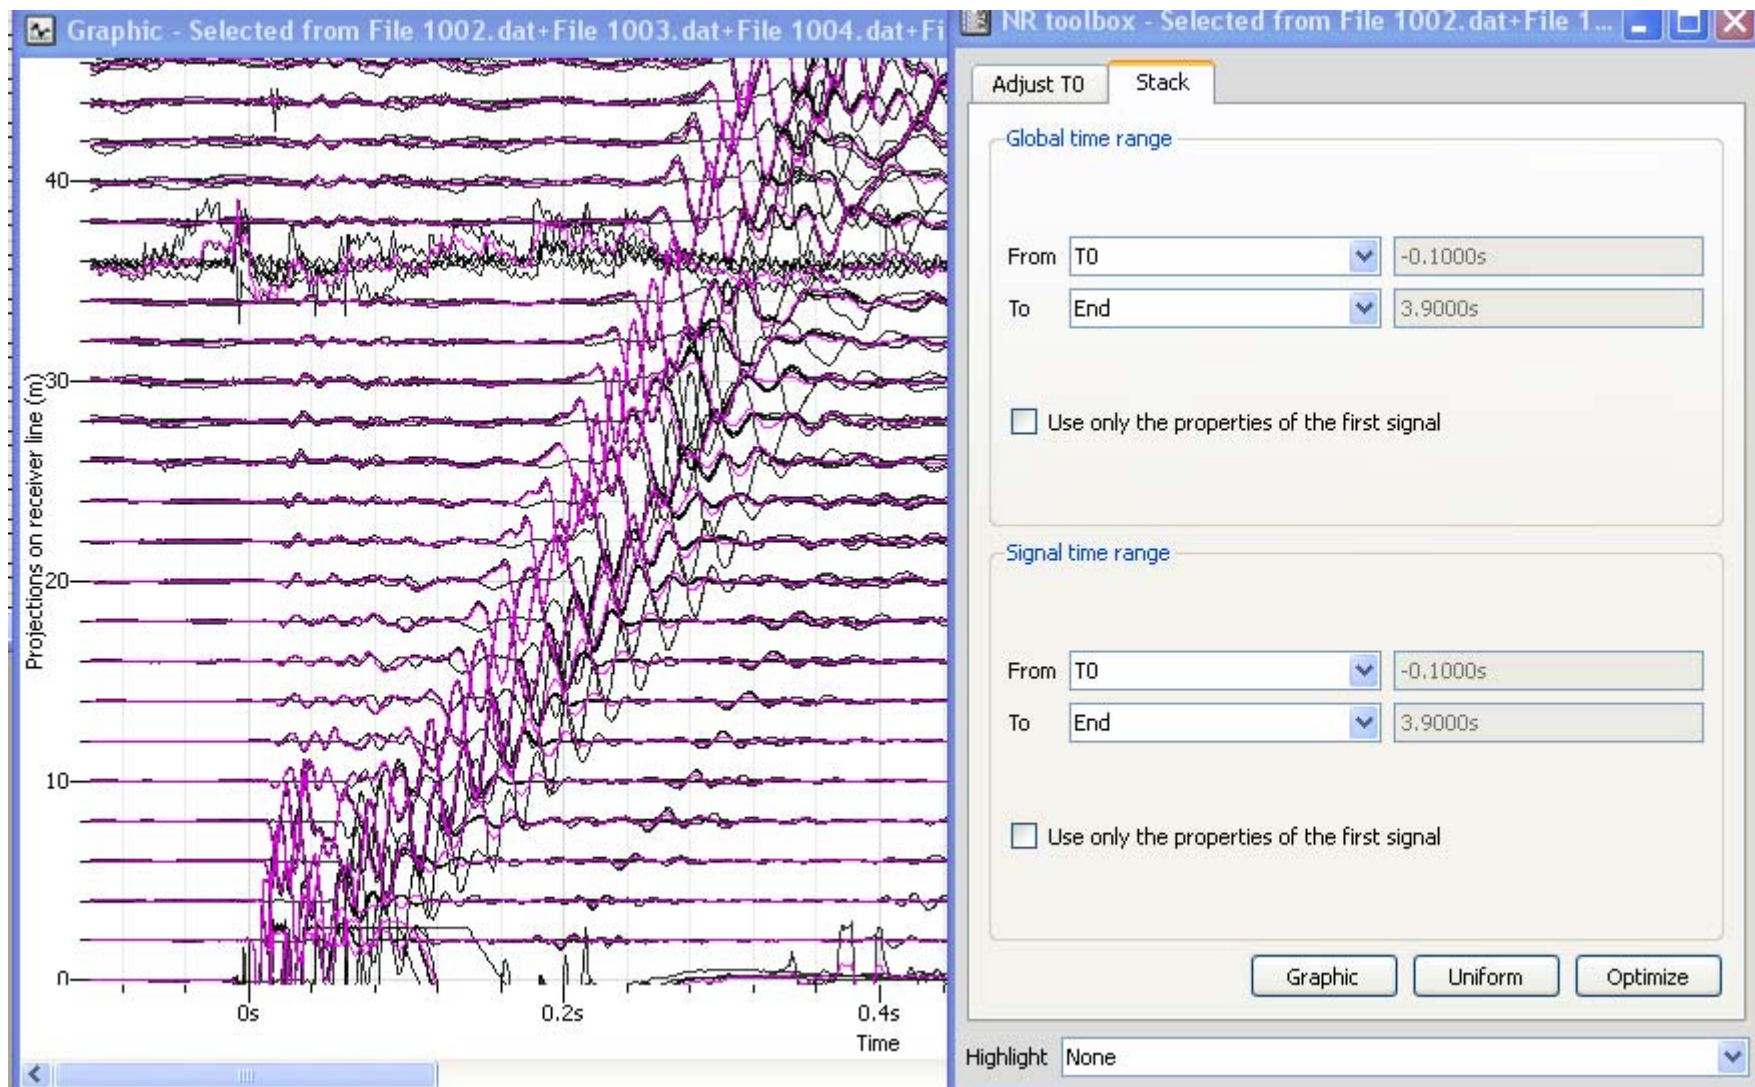 Graphic - Selected from File 1002.dat+File 1003.dat+File 1004.dat+Fi
Projections on receiver line (m)
40
30
20
10
0
0s
0.2s
0.4s
Time
NR toolbox - Selected from File 1002.dat+File 1...
Adjust T0
Stack
Global time range
From
T0
-0.1000s
To
End
3.9000s
Use only the properties of the first signal
Signal time range
From
T0
-0.1000s
To
End
3.9000s
Use only the properties of the first signal
Graphic
Uniform
Optimize
Highlight
None